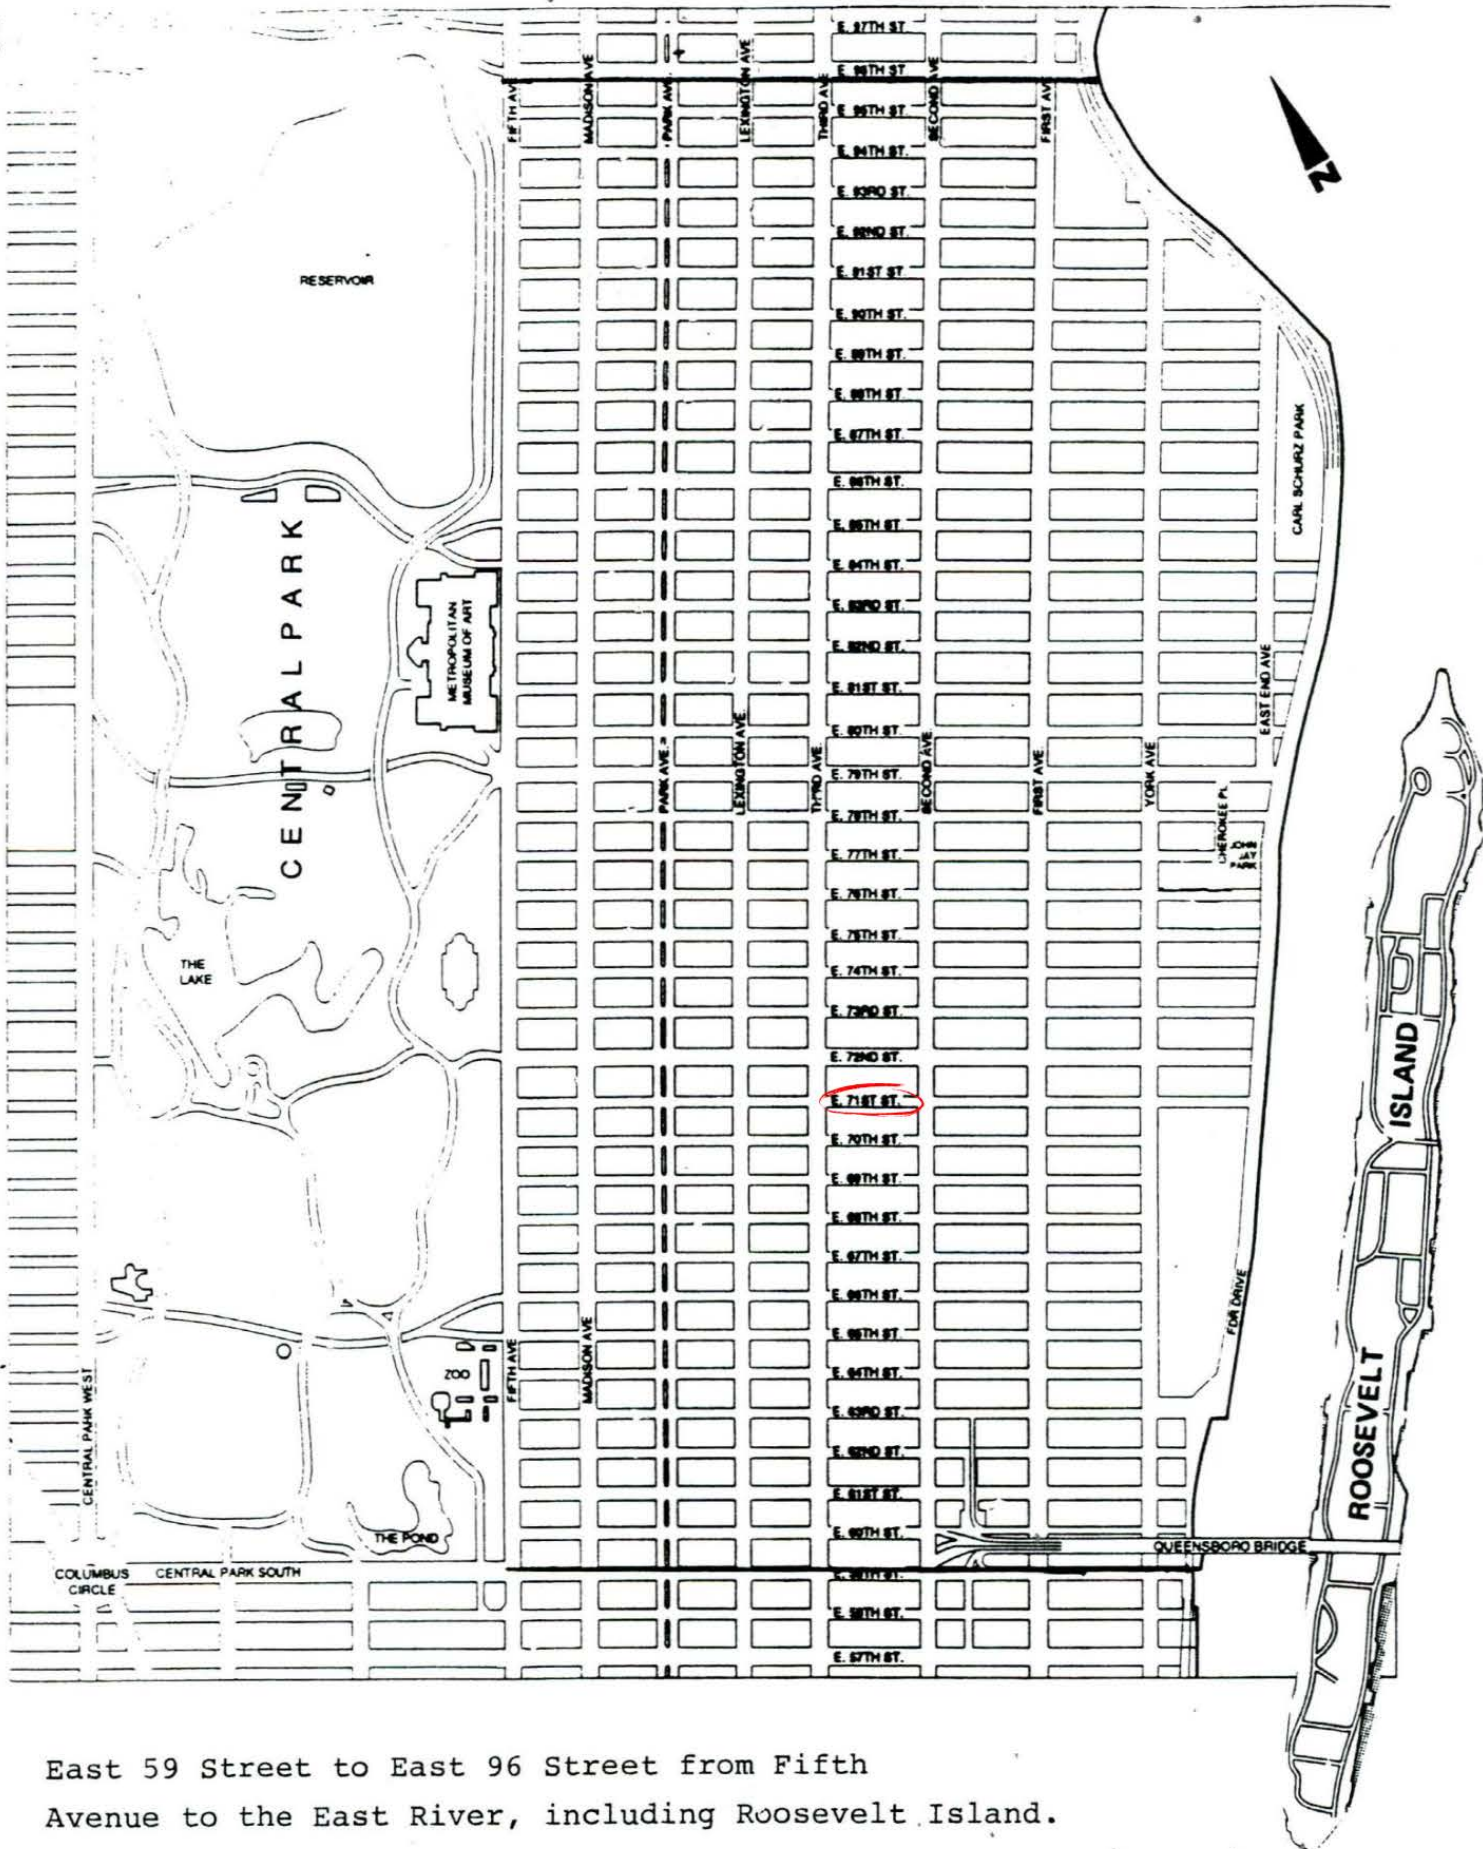 E. 97TH ST.
E. 96TH ST.
FIFTH AVE
MADISON AVE
PARK AVE.
LEXINGTON AVE
THIRD AVE
SECOND AVE
FIRST AVE
E. 95TH ST.
E. 94TH ST.
E. 93RD ST.
N
E. 92ND ST.
E. 91ST ST.
RESERVOIR
E. 90TH ST.
E. 89TH ST.
E. 88TH ST.
E. 87TH ST.
CARL SCHURZ PARK
E. 86TH ST.
E. 85TH ST.
CENTRAL PARK
E. 84TH ST.
E. 83RD ST.
METROPOLITAN
MUSEUM OF ART
E. 82ND ST.
E. 81ST ST.
EAST END AVE
E. 80TH ST.
PARK AVE.
LEXINGTON AVE.
THIRD AVE.
SECOND AVE.
FIRST AVE.
YORK AVE
E. 79TH ST.
E. 78TH ST.
CHEROKEE PL.
JOHN
JAY
PARK
E. 77TH ST.
E. 76TH ST.
E. 75TH ST.
THE
LAKE
E. 74TH ST.
E. 73RD ST.
E. 72ND ST.
E. 71ST ST.
E. 70TH ST.
E. 69TH ST.
E. 68TH ST.
E. 67TH ST.
E. 66TH ST.
FDR DRIVE
ROOSEVELT ISLAND
E. 65TH ST.
ZOO
FIFTH AVE
MADISON AVE
E. 64TH ST.
E. 63RD ST.
CENTRAL PARK WEST
E. 62ND ST.
E. 61ST ST.
E. 60TH ST.
THE POND
QUEENSBORO BRIDGE
COLUMBUS
CIRCLE
CENTRAL PARK SOUTH
E. 59TH ST.
E. 58TH ST.
E. 57TH ST.
East 59 Street to East 96 Street from Fifth
Avenue to the East River, including Roosevelt Island.